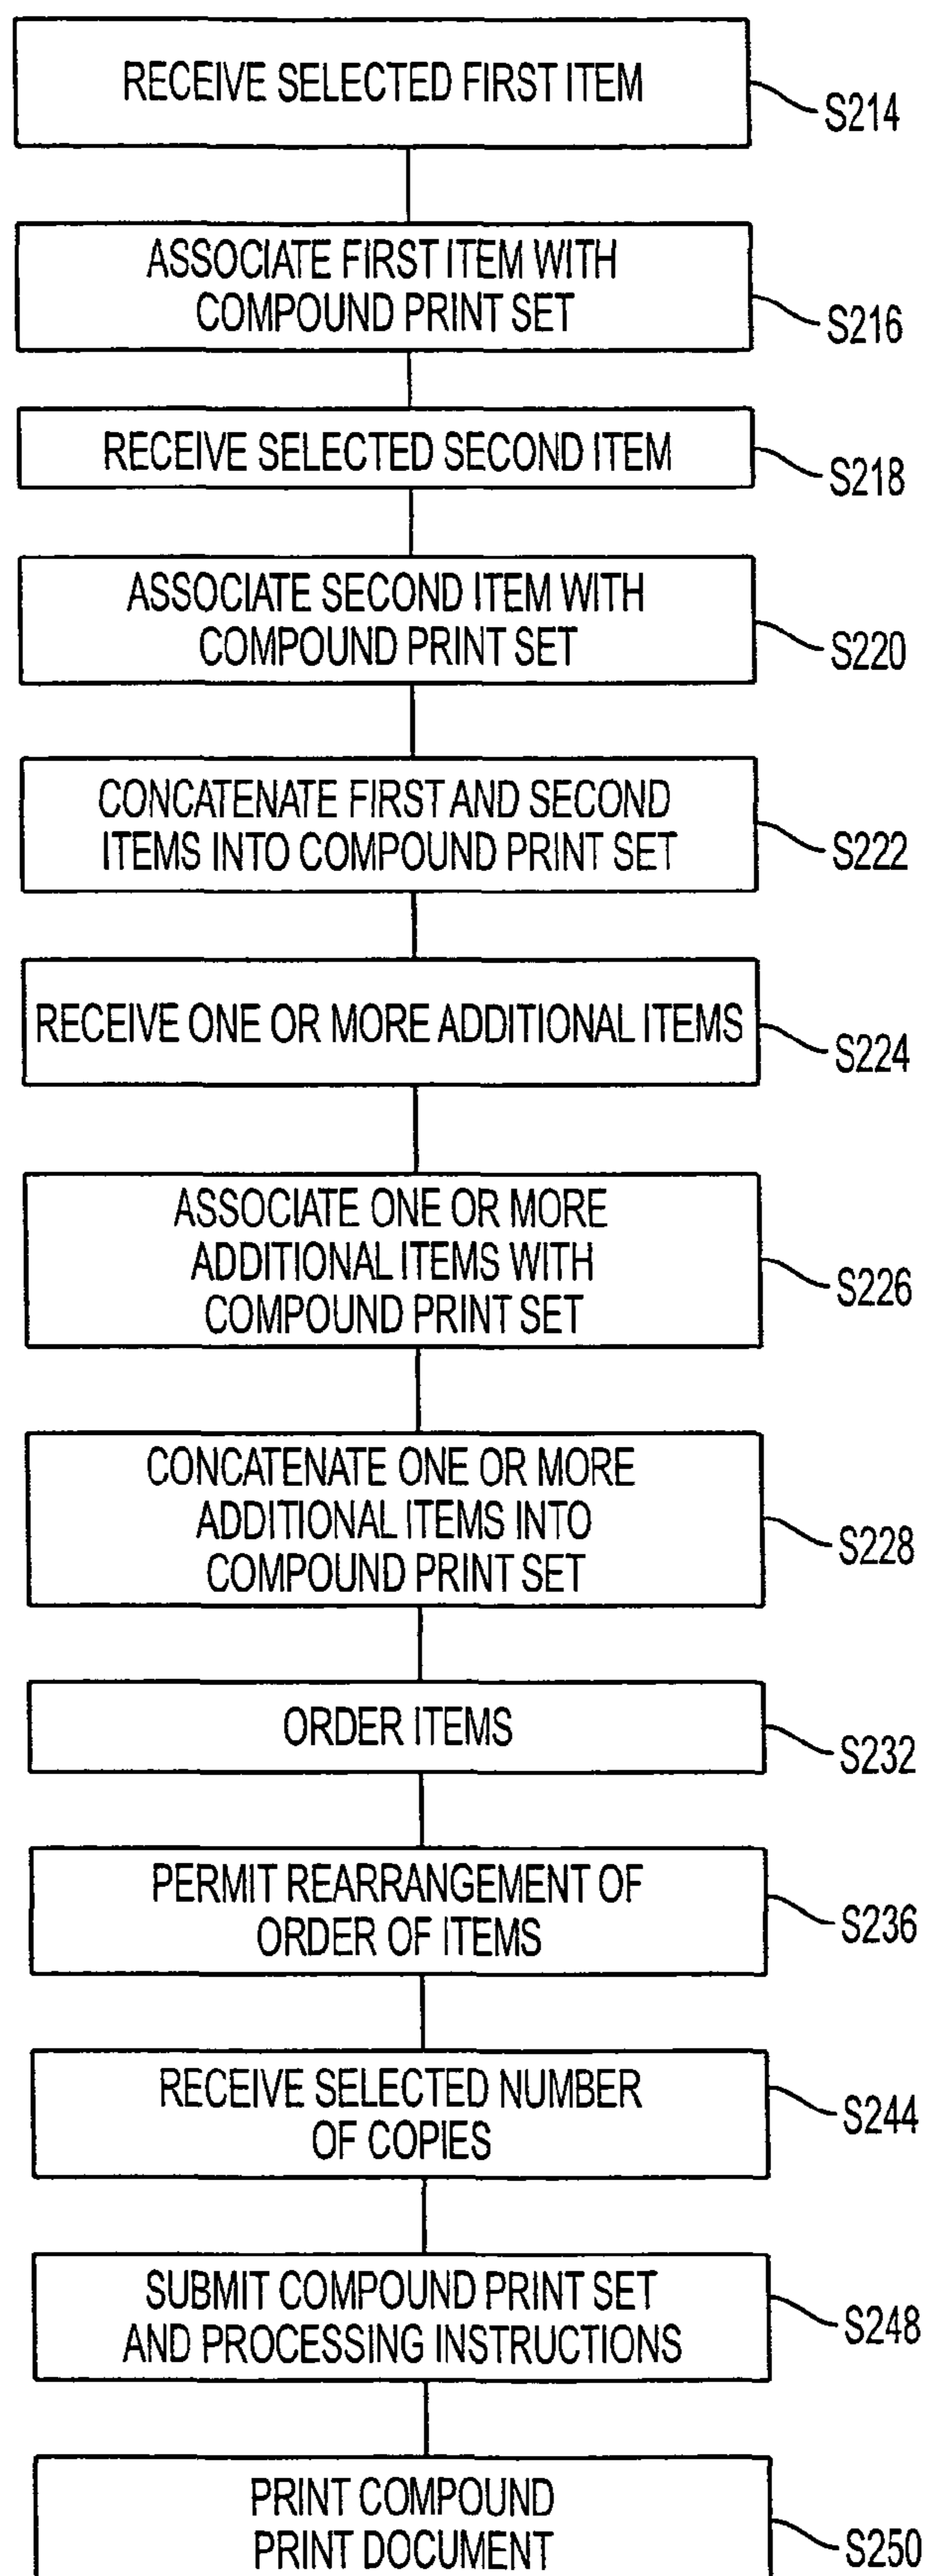 RECEIVE SELECTED FIRST ITEM
S214
ASSOCIATE FIRST ITEM WITH
COMPOUND PRINT SET
S216
RECEIVE SELECTED SECOND ITEM
S218
ASSOCIATE SECOND ITEM WITH
COMPOUND PRINT SET
S220
CONCATENATE FIRST AND SECOND
ITEMS INTO COMPOUND PRINT SET
S222
RECEIVE ONE OR MORE ADDITIONAL ITEMS
S224
ASSOCIATE ONE OR MORE
ADDITIONAL ITEMS WITH
COMPOUND PRINT SET
S226
CONCATENATE ONE OR MORE
ADDITIONAL ITEMS INTO
COMPOUND PRINT SET
S228
ORDER ITEMS
S232
PERMIT REARRANGEMENT OF
ORDER OF ITEMS
S236
RECEIVE SELECTED NUMBER
OF COPIES
S244
SUBMIT COMPOUND PRINT SET
AND PROCESSING INSTRUCTIONS
S248
PRINT COMPOUND
PRINT DOCUMENT
S250